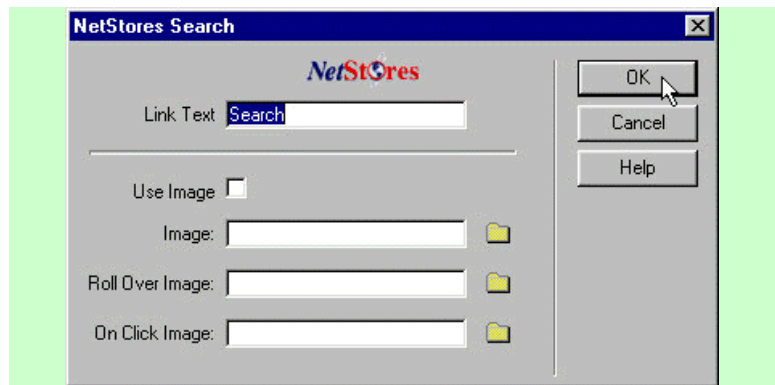 NetStores Search
NetStores
OK
Link Text Search
Cancel
Help
Use Image
Image:
Roll Over Image:
On Click Image: